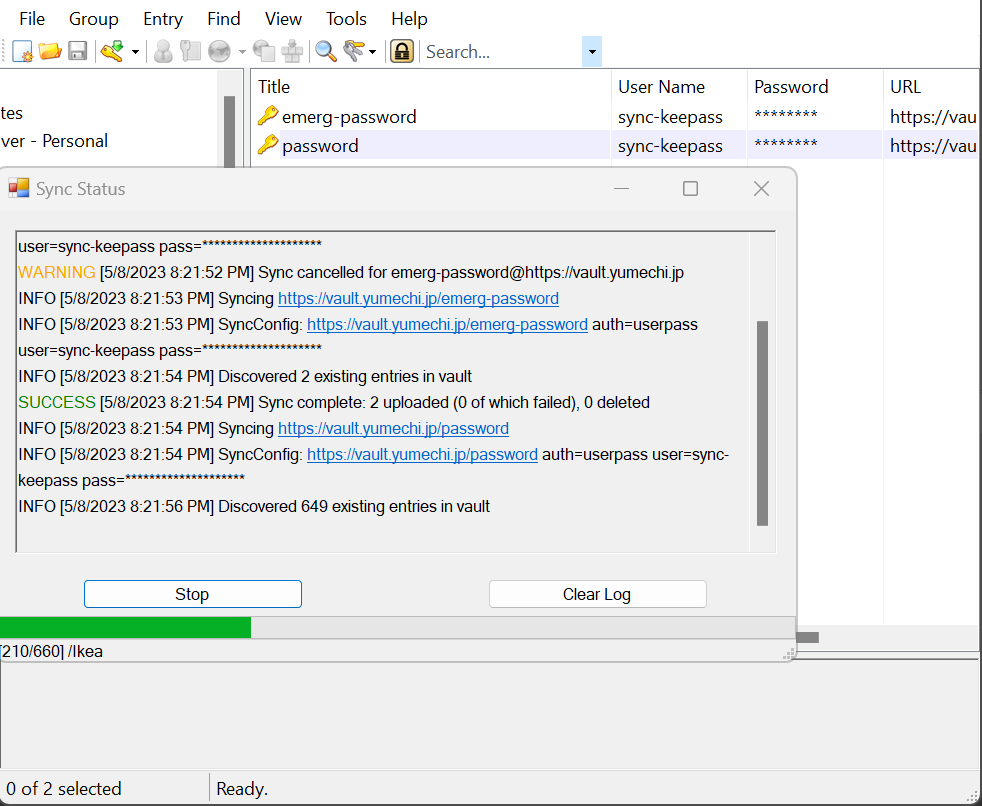 File Group Entry Find View Tools Help
Search...
tes
ver - Personal
Title User Name Password URL
emerg-password sync-keepass ******** https://vau
password sync-keepass ******** https://vau
Sync Status
user=sync-keepass pass=********************
WARNING [5/8/2023 8:21:52 PM] Sync cancelled for emerg-password@https://vault.yumechi.jp
INFO [5/8/2023 8:21:53 PM] Syncing https://vault.yumechi.jp/emerg-password
INFO [5/8/2023 8:21:53 PM] SyncConfig: https://vault.yumechi.jp/emerg-password auth=userpass
user=sync-keepass pass=********************
INFO [5/8/2023 8:21:54 PM] Discovered 2 existing entries in vault
SUCCESS [5/8/2023 8:21:54 PM] Sync complete: 2 uploaded (0 of which failed), 0 deleted
INFO [5/8/2023 8:21:54 PM] Syncing https://vault.yumechi.jp/password
INFO [5/8/2023 8:21:54 PM] SyncConfig: https://vault.yumechi.jp/password auth=userpass user=sync-
keepass pass=********************
INFO [5/8/2023 8:21:56 PM] Discovered 649 existing entries in vault
Stop Clear Log
[210/660] /Ikea
0 of 2 selected Ready.